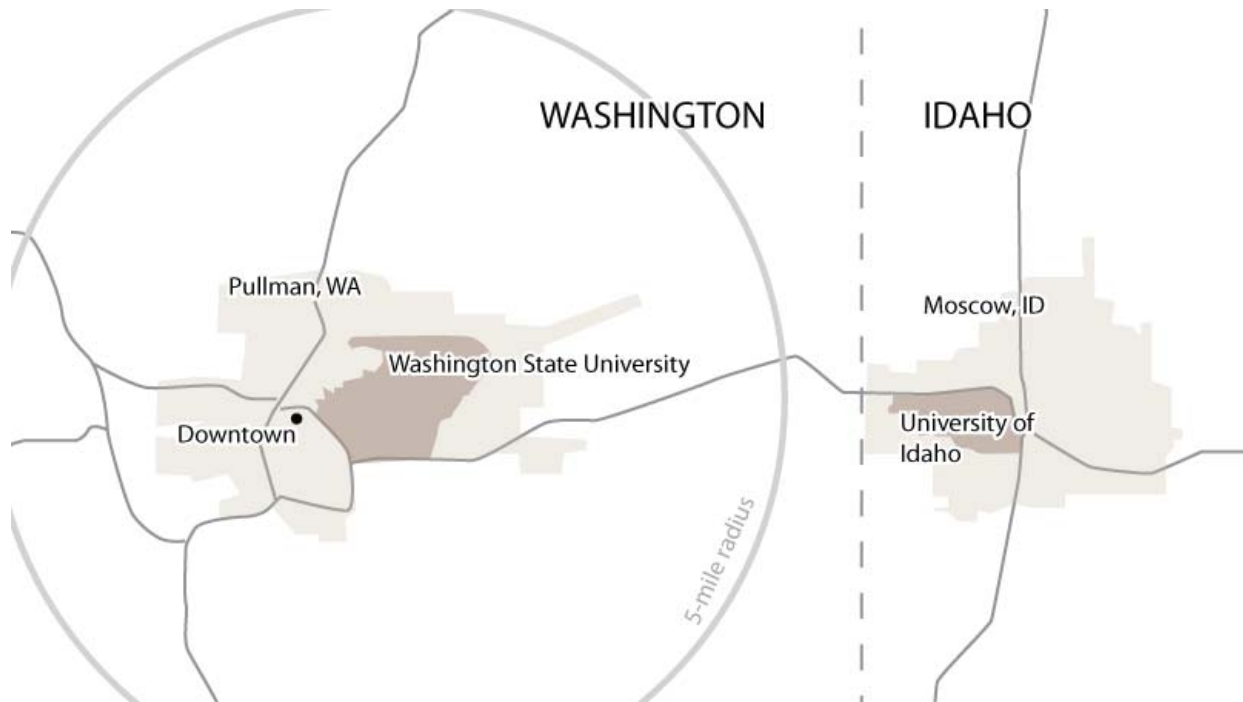 WASHINGTON
IDAHO
Pullman, WA
Moscow, ID
Washington State University
Downtown
University of
Idaho
5-mile radius